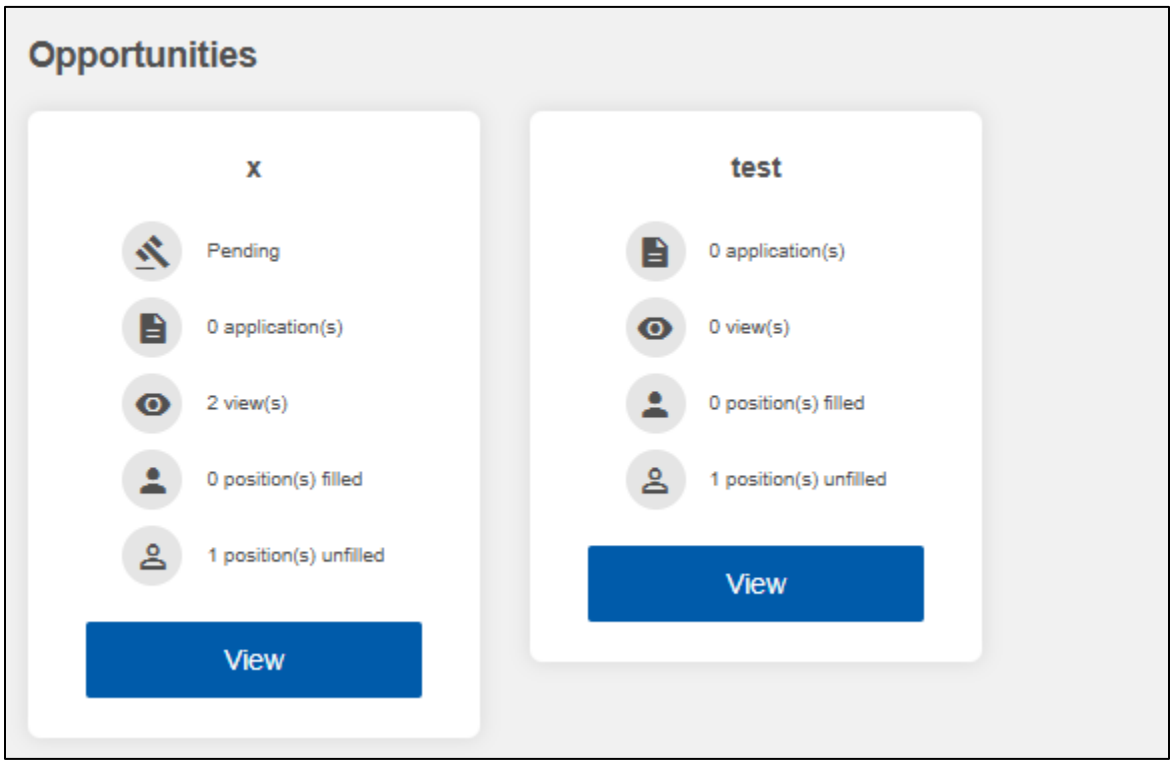 Opportunities
x
Pending
0 application(s)
2 view(s)
0 position(s) filled
1 position(s) unfilled
View
test
0 application(s)
0 view(s)
0 position(s) filled
1 position(s) unfilled
View